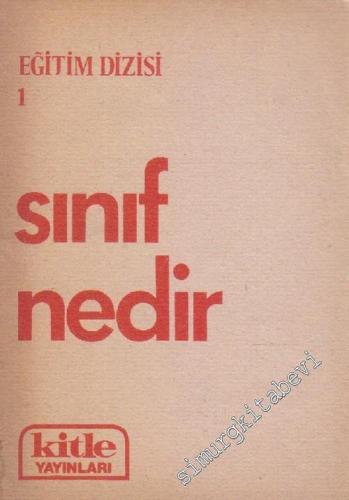 EĞİTİM DİZİSİ
1
sınıf
nedir
kitle
YAYINLARI
simurgkitabevi